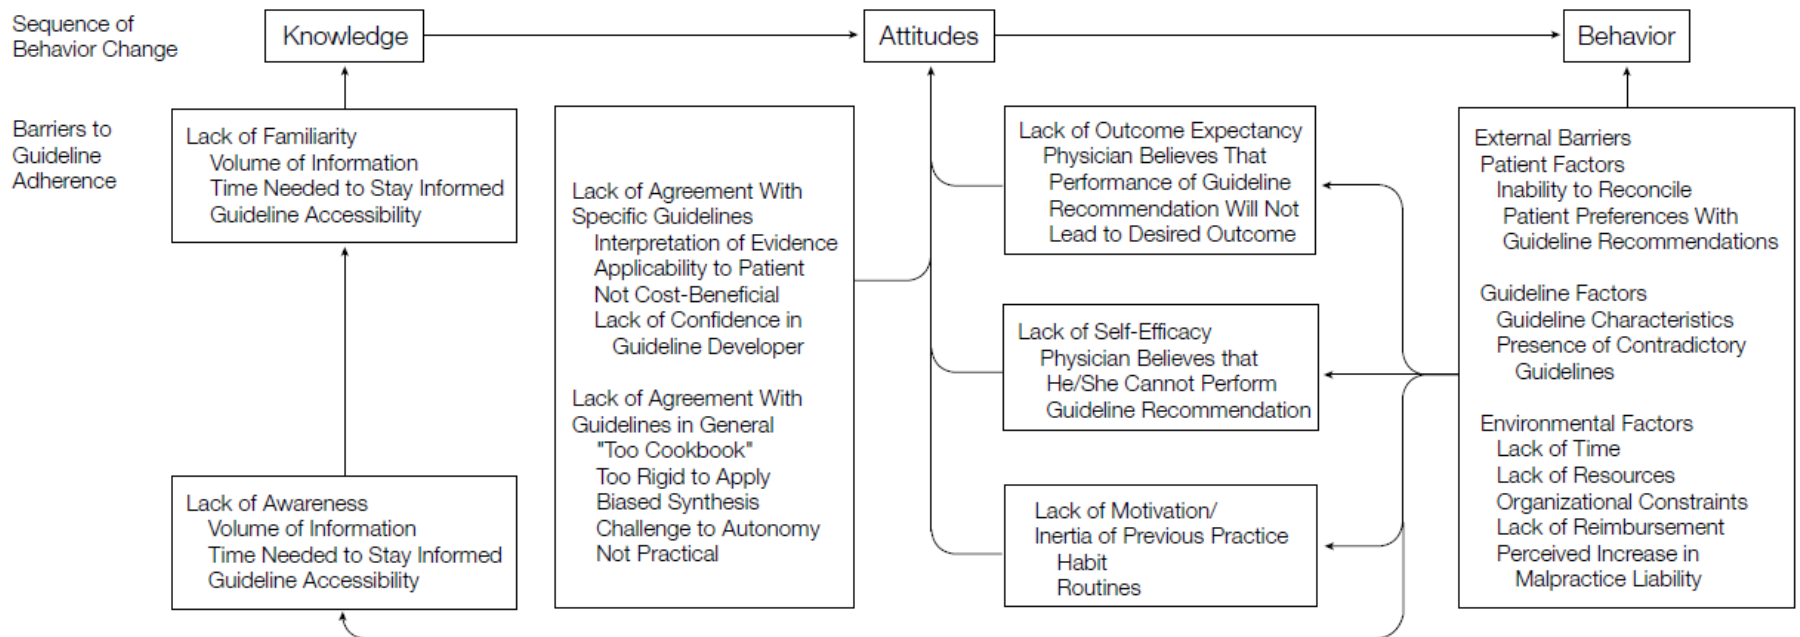 Sequence of
Behavior Change
Knowledge
Attitudes
Behavior
Barriers to
Guideline
Adherence
Lack of Familiarity
Volume of Information
Time Needed to Stay Informed
Guideline Accessibility
Lack of Awareness
Volume of Information
Time Needed to Stay Informed
Guideline Accessibility
Lack of Agreement With
Specific Guidelines
Interpretation of Evidence
Applicability to Patient
Not Cost-Beneficial
Lack of Confidence in
Guideline Developer
Lack of Agreement With
Guidelines in General
"Too Cookbook"
Too Rigid to Apply
Biased Synthesis
Challenge to Autonomy
Not Practical
Lack of Outcome Expectancy
Physician Believes That
Performance of Guideline
Recommendation Will Not
Lead to Desired Outcome
Lack of Self-Efficacy
Physician Believes that
He/She Cannot Perform
Guideline Recommendation
Lack of Motivation/
Inertia of Previous Practice
Habit
Routines
External Barriers
Patient Factors
Inability to Reconcile
Patient Preferences With
Guideline Recommendations
Guideline Factors
Guideline Characteristics
Presence of Contradictory
Guidelines
Environmental Factors
Lack of Time
Lack of Resources
Organizational Constraints
Lack of Reimbursement
Perceived Increase in
Malpractice Liability